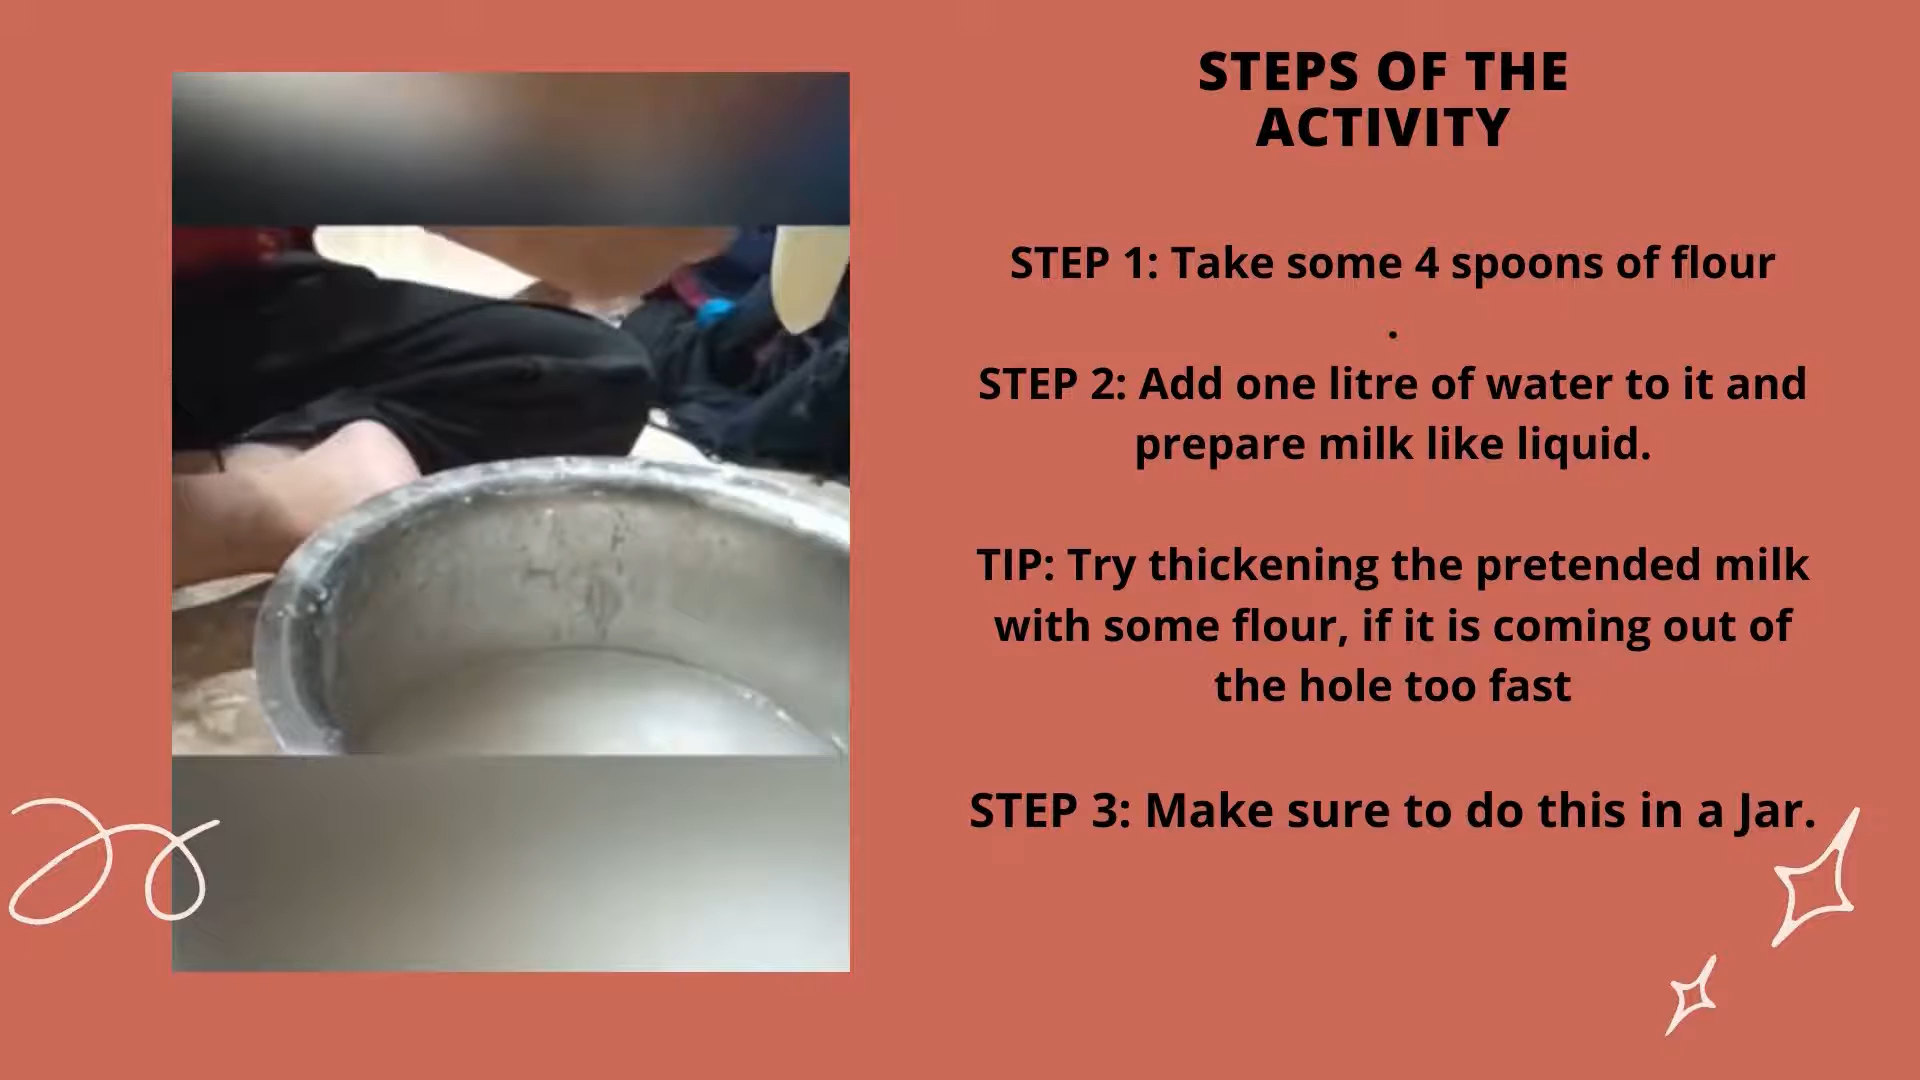 STEPS OF THE
ACTIVITY
STEP 1: Take some 4 spoons of flour
.
STEP 2: Add one litre of water to it and
prepare milk like liquid.
TIP: Try thickening the pretended milk
with some flour, if it is coming out of
the hole too fast
STEP 3: Make sure to do this in a Jar.